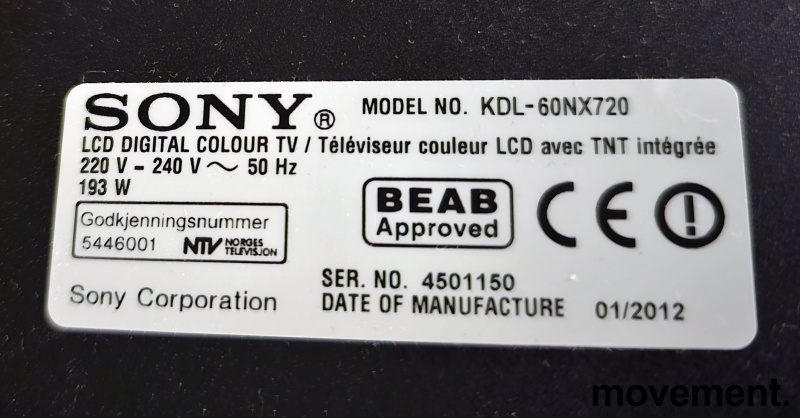 SONY® MODEL NO. KDL-60NX720
LCD DIGITAL COLOUR TV / Téléviseur couleur LCD avec TNT intégrée
220 V - 240 V ~ 50 Hz
193 W
Godkjenningsnummer
5446001 NTV NORGES
TELEVISJON
BEAB
Approved
CE
SER. NO. 4501150
Sony Corporation
DATE OF MANUFACTURE 01/2012
movement.